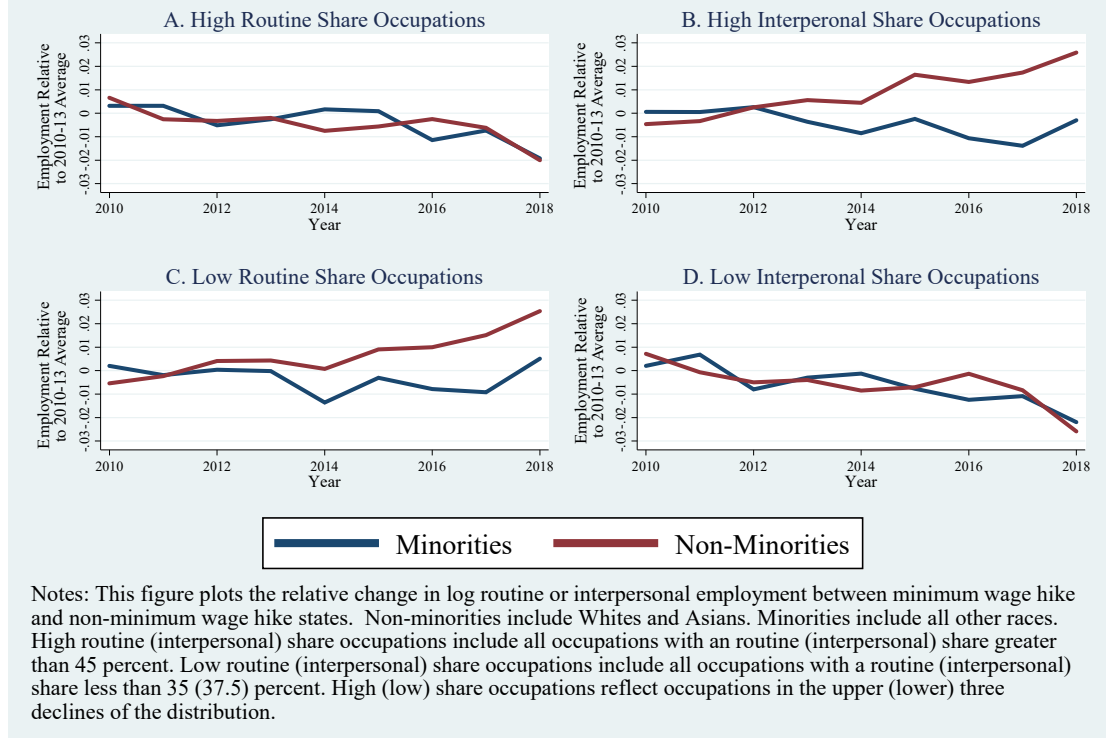 A. High Routine Share Occupations
Employment Relative
to 2010-13 Average
.03
.02
.01
0
-.01
-.02
-.03
2010 2012 2014 2016 2018
Year
B. High Interperonal Share Occupations
Employment Relative
to 2010-13 Average
.03
.02
.01
0
-.01
-.02
-.03
2010 2012 2014 2016 2018
Year
C. Low Routine Share Occupations
Employment Relative
to 2010-13 Average
.03
.02
.01
0
-.01
-.02
-.03
2010 2012 2014 2016 2018
Year
D. Low Interperonal Share Occupations
Employment Relative
to 2010-13 Average
.03
.02
.01
0
-.01
-.02
-.03
2010 2012 2014 2016 2018
Year
Minorities Non-Minorities
Notes: This figure plots the relative change in log routine or interpersonal employment between minimum wage hike
and non-minimum wage hike states.  Non-minorities include Whites and Asians. Minorities include all other races.
High routine (interpersonal) share occupations include all occupations with an routine (interpersonal) share greater
than 45 percent. Low routine (interpersonal) share occupations include all occupations with a routine (interpersonal)
share less than 35 (37.5) percent. High (low) share occupations reflect occupations in the upper (lower) three
declines of the distribution.